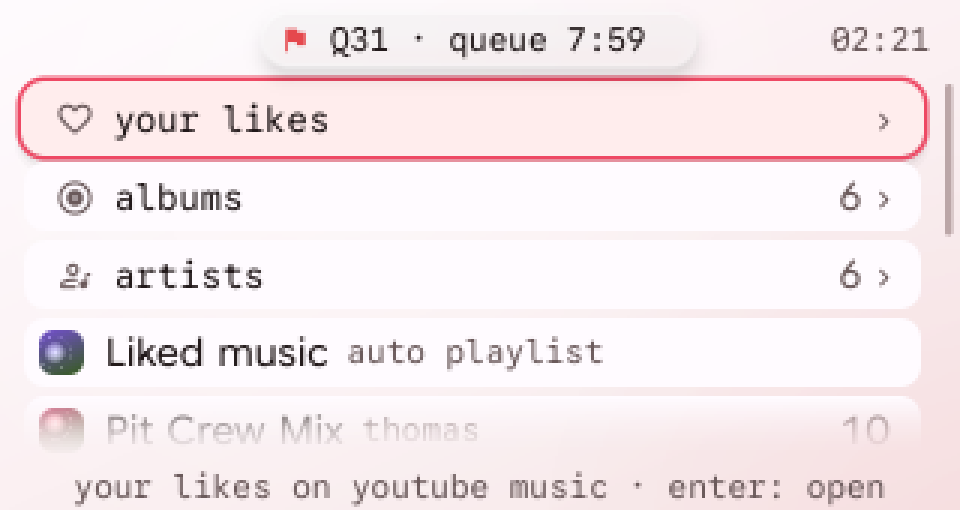 Q31 · queue 7:59 02:21
your likes ›
albums 6 ›
artists 6 ›
Liked music auto playlist
Pit Crew Mix thomas 10
your likes on youtube music · enter: open